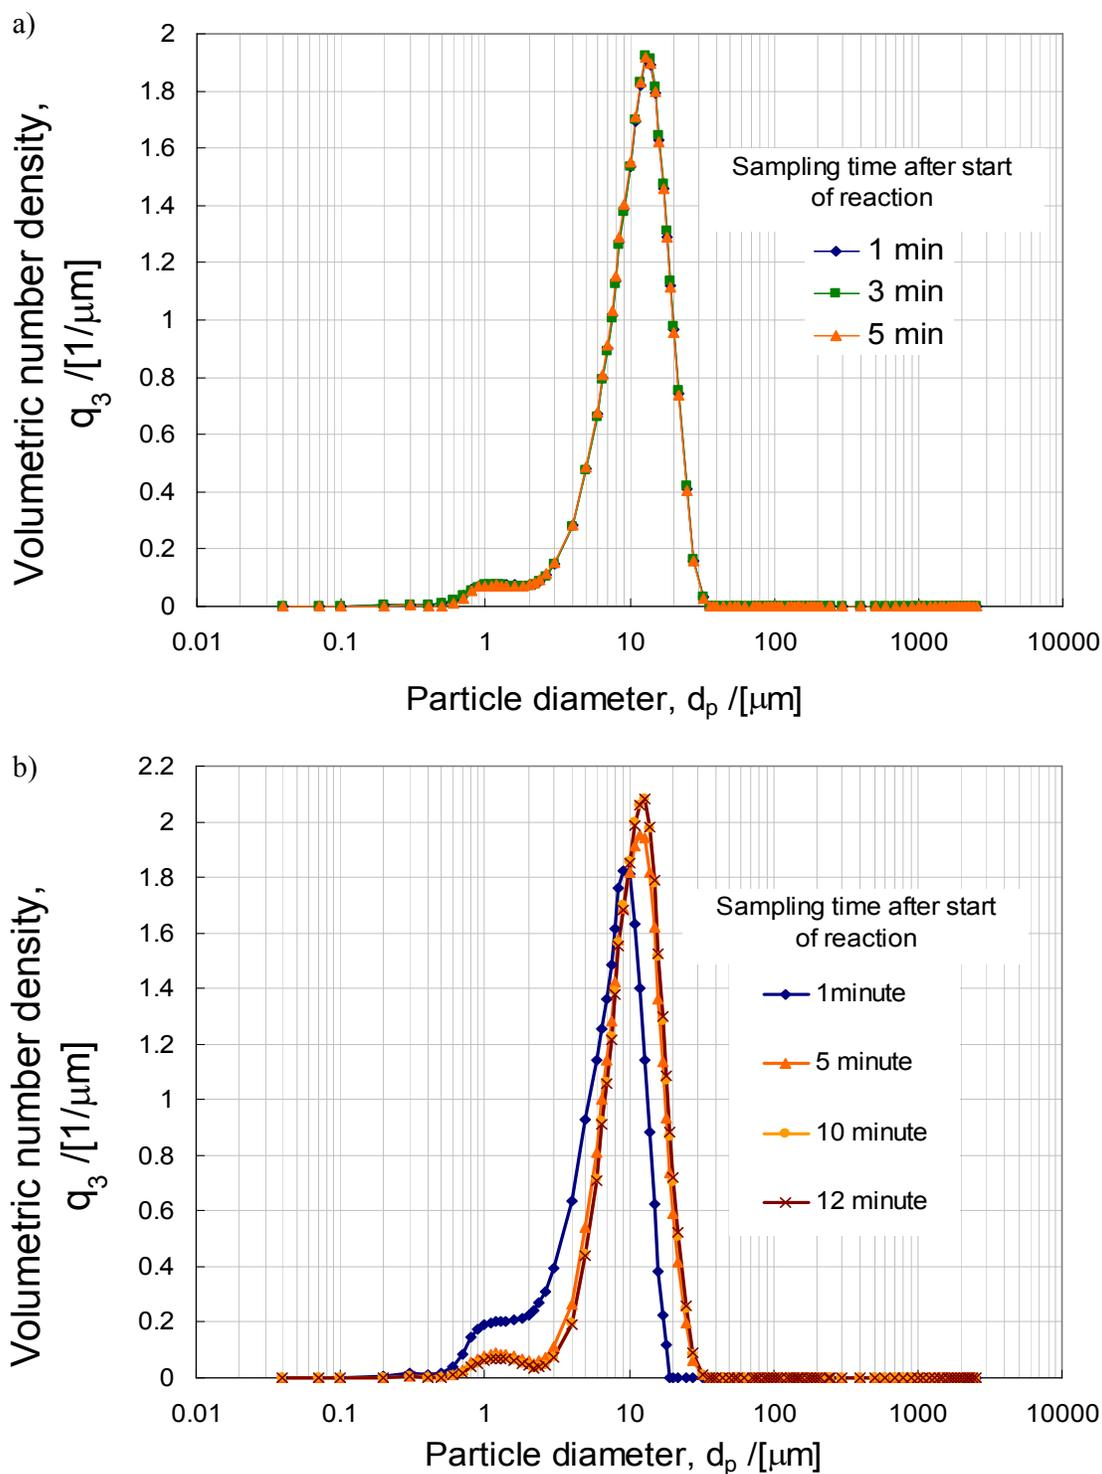 a)
Volumetric number density,
q3 /[1/μm]
2
1.8
1.6
1.4
1.2
1
0.8
0.6
0.4
0.2
0
0.01
0.1
1
10
100
1000
10000
Sampling time after start
of reaction
1 min
3 min
5 min
Particle diameter, dp /[μm]
b)
Volumetric number density,
q3 /[1/μm]
2.2
2
1.8
1.6
1.4
1.2
1
0.8
0.6
0.4
0.2
0
0.01
0.1
1
10
100
1000
10000
Sampling time after start
of reaction
1minute
5 minute
10 minute
12 minute
Particle diameter, dp /[μm]